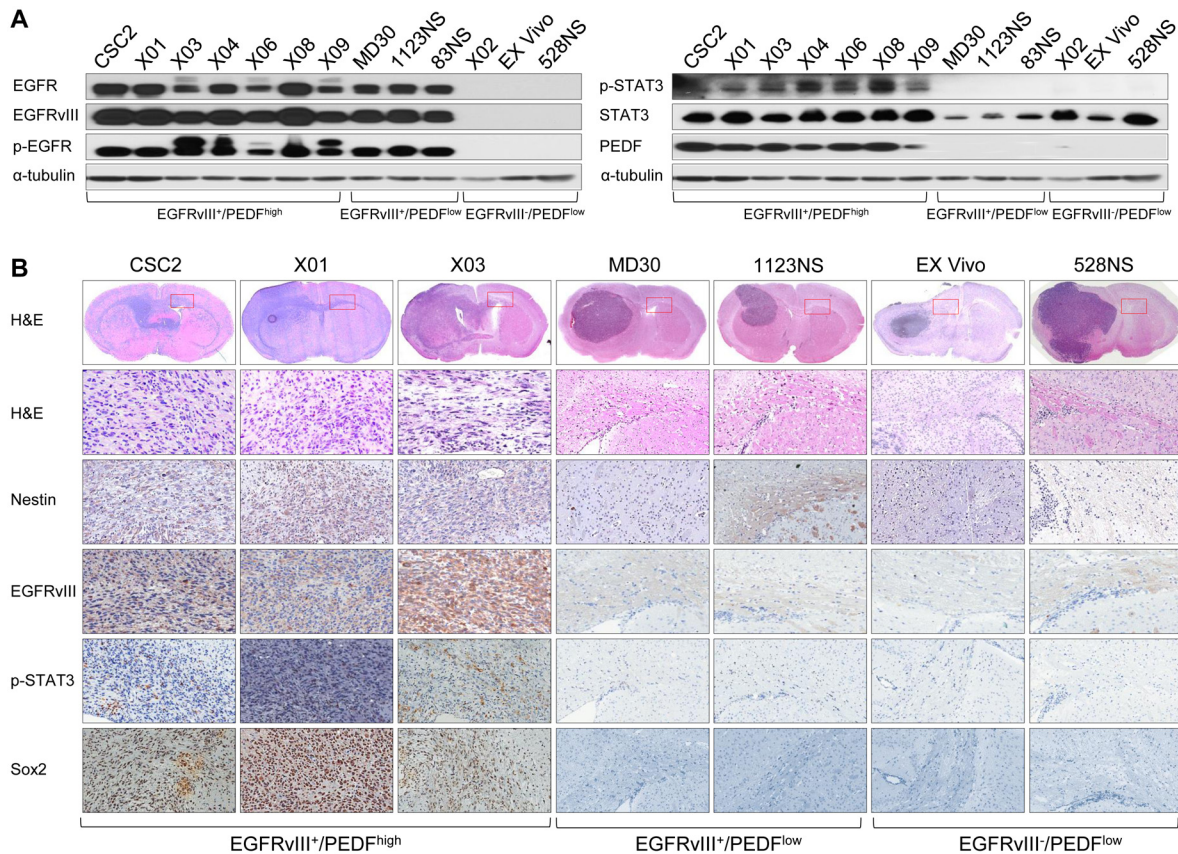 A
CSC2 X01 X03 X04 X06 X08 X09 MD30 1123NS 83NS X02 EX Vivo 528NS
EGFR
EGFRvIII
p-EGFR
α-tubulin
EGFRvIII⁺/PEDFhigh EGFRvIII⁺/PEDFlow EGFRvIII⁻/PEDFlow
CSC2 X01 X03 X04 X06 X08 X09 MD30 1123NS 83NS X02 EX Vivo 528NS
p-STAT3
STAT3
PEDF
α-tubulin
EGFRvIII⁺/PEDFhigh EGFRvIII⁺/PEDFlow EGFRvIII⁻/PEDFlow
B
CSC2 X01 X03 MD30 1123NS EX Vivo 528NS
H&E
H&E
Nestin
EGFRvIII
p-STAT3
Sox2
EGFRvIII⁺/PEDFhigh EGFRvIII⁺/PEDFlow EGFRvIII⁻/PEDFlow